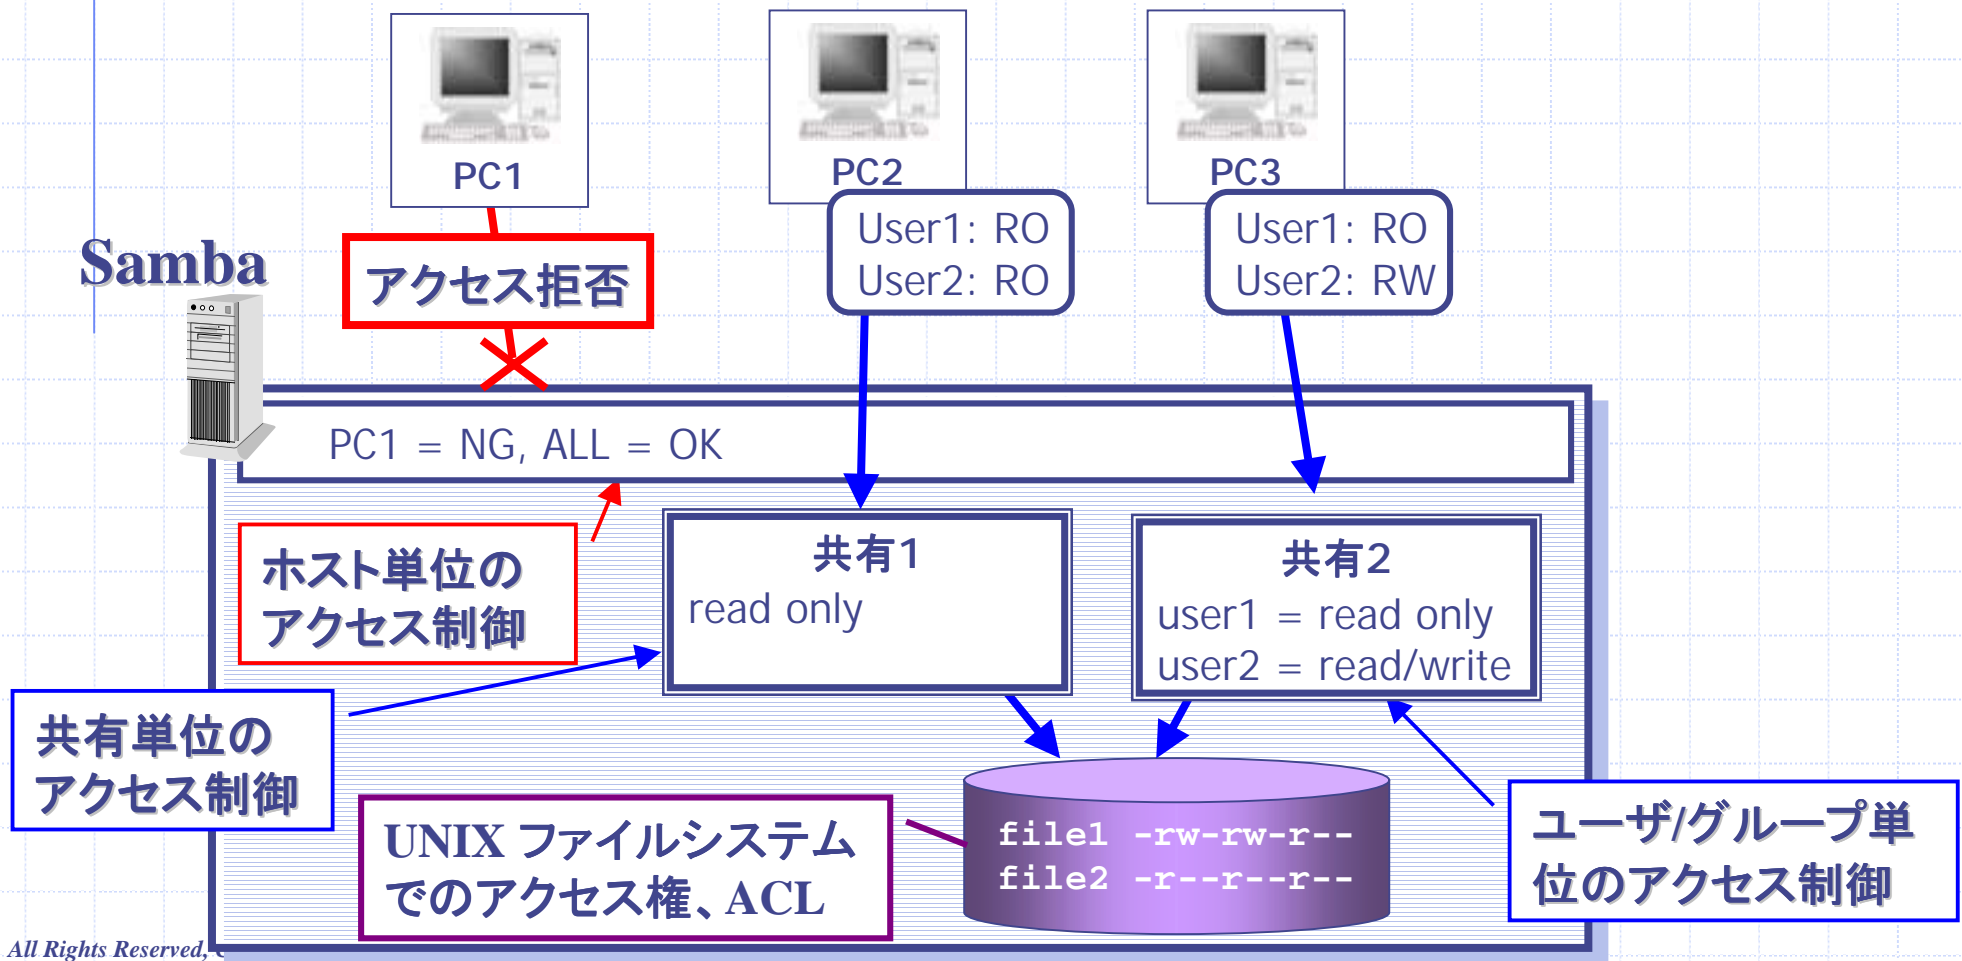 PC1
PC2
PC3
User1: RO
User2: RO
User1: RO
User2: RW
Samba
アクセス拒否
PC1 = NG, ALL = OK
ホスト単位の
アクセス制御
共有1
read only
共有2
user1 = read only
user2 = read/write
共有単位の
アクセス制御
UNIX ファイルシステム
でのアクセス権、ACL
file1 -rw-rw-r--
file2 -r--r--r--
ユーザ/グループ単
位のアクセス制御
All Rights Reserved,